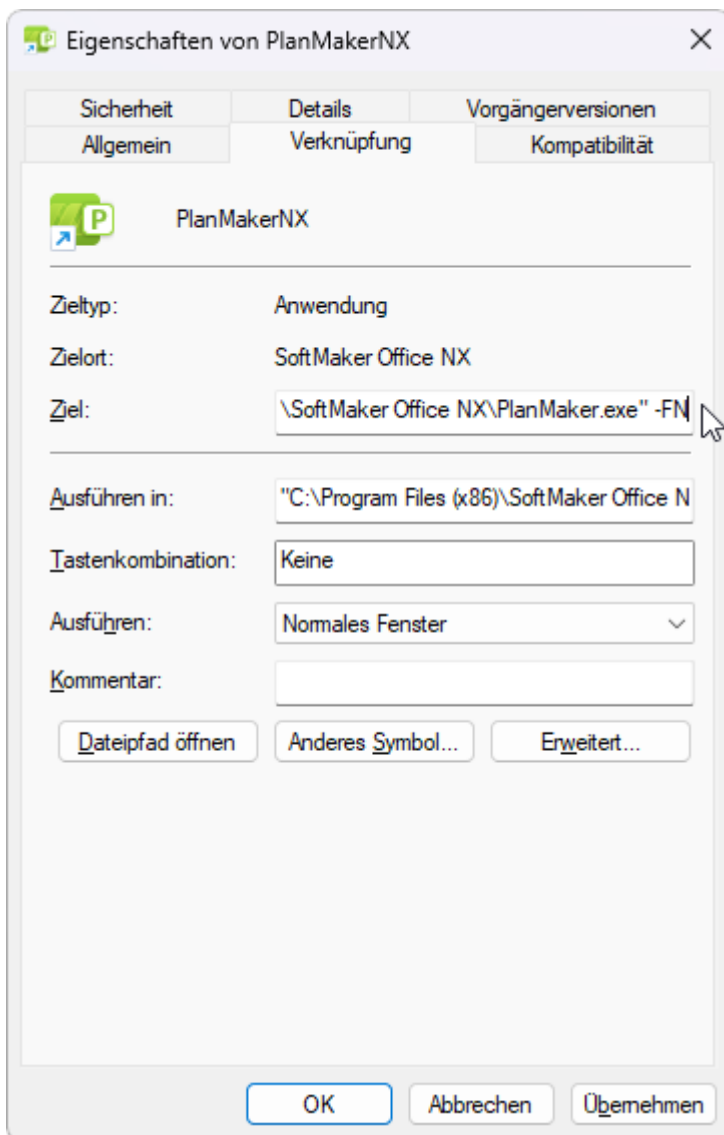 Eigenschaften von PlanMakerNX
Sicherheit Details Vorgängerversionen
Allgemein Verknüpfung Kompatibilität
PlanMakerNX
Zieltyp: Anwendung
Zielort: SoftMaker Office NX
Ziel: \SoftMaker Office NX\PlanMaker.exe" -FN
Ausführen in: "C:\Program Files (x86)\SoftMaker Office N
Tastenkombination: Keine
Ausführen: Normales Fenster
Kommentar:
Dateipfad öffnen Anderes Symbol... Erweitert...
OK Abbrechen Übernehmen